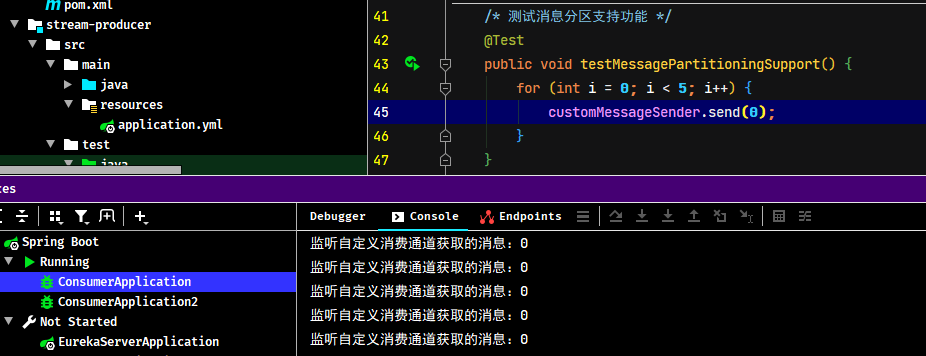 pom.xml
stream-producer
src
main
java
resources
application.yml
test
java
41 /* 测试消息分区支持功能 */
42 @Test
43 public void testMessagePartitioningSupport() {
44 for (int i = 0; i < 5; i++) {
45 customMessageSender.send(0);
46 }
47 }
ces
Spring Boot
Running
ConsumerApplication
ConsumerApplication2
Not Started
EurekaServerApplication
Debugger Console Endpoints
监听自定义消费通道获取的消息：0
监听自定义消费通道获取的消息：0
监听自定义消费通道获取的消息：0
监听自定义消费通道获取的消息：0
监听自定义消费通道获取的消息：0